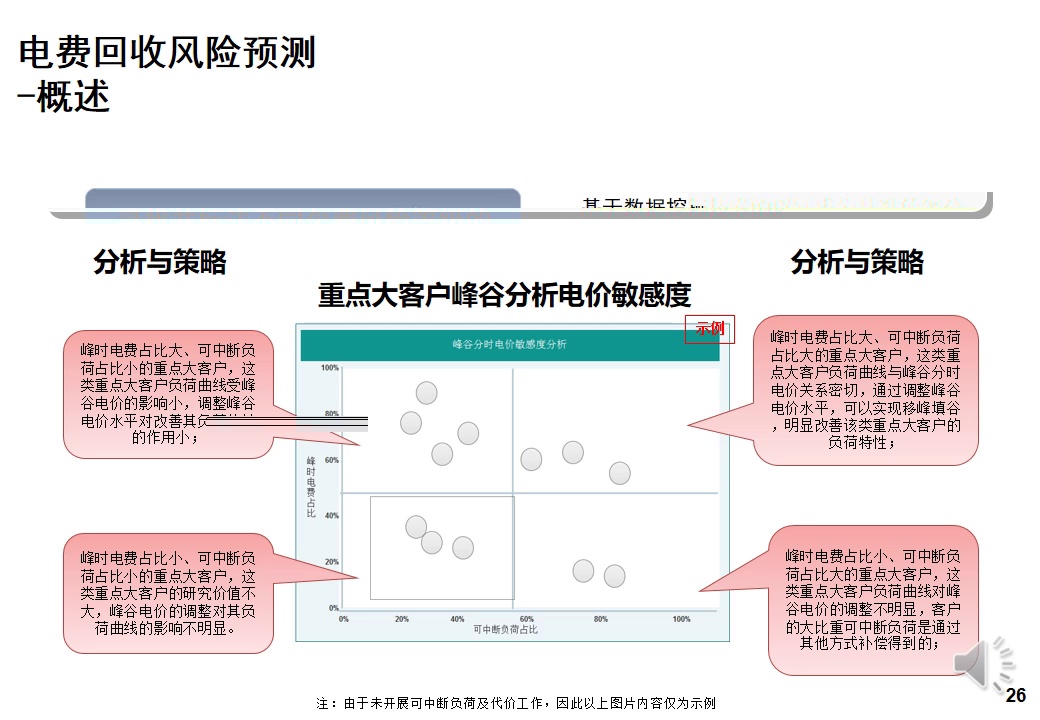 电费回收风险预测
-概述
基于数据挖
分析与策略
分析与策略
重点大客户峰谷分析电价敏感度
示例
峰谷分时电价敏感度分析
峰时电费占比大、可中断负
荷占比小的重点大客户，这
类重点大客户负荷曲线受峰
谷电价的影响小，调整峰谷
电价水平对改善其负
的作用小；
峰时电费占比大、可中断负荷
占比大的重点大客户，这类重
点大客户负荷曲线与峰谷分时
电价关系密切，通过调整峰谷
电价水平，可以实现移峰填谷
，明显改善该类重点大客户的
负荷特性；
100%
80%
60%
40%
20%
0%
峰时电费占比
0%
20%
40%
60%
80%
100%
可中断负荷占比
峰时电费占比小、可中断负
荷占比小的重点大客户，这
类重点大客户的研究价值不
大，峰谷电价的调整对其负
荷曲线的影响不明显。
峰时电费占比小、可中断负
荷占比大的重点大客户，这
类重点大客户负荷曲线对峰
谷电价的调整不明显，客户
的大比重可中断负荷是通过
其他方式补偿得到的；
注：由于未开展可中断负荷及代价工作，因此以上图片内容仅为示例
26